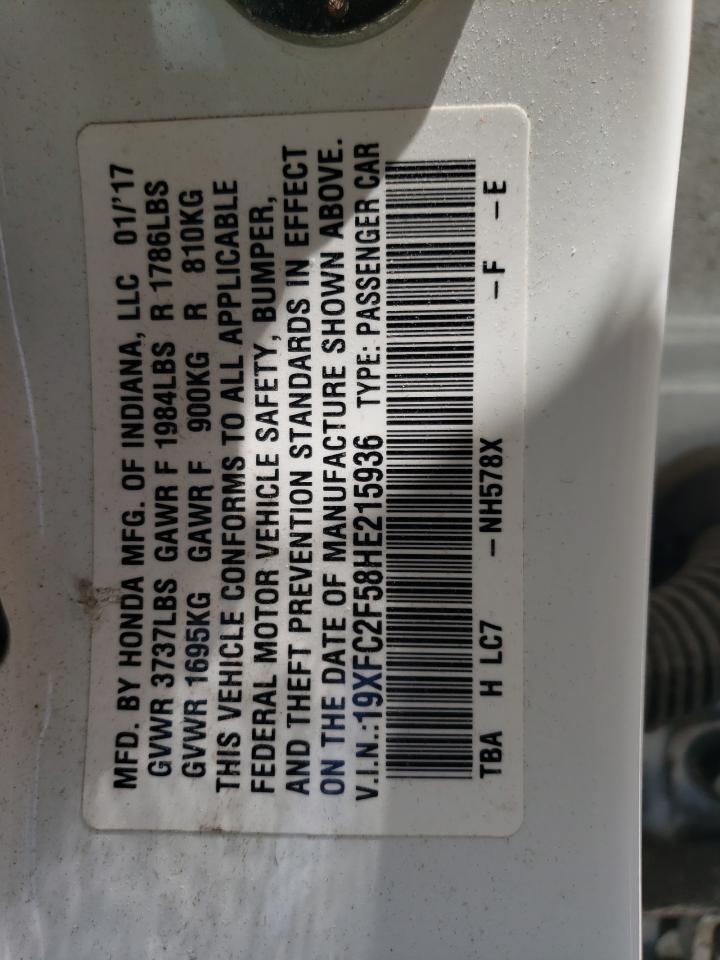 MFD. BY HONDA MFG. OF INDIANA, LLC 01/'17
GVWR 3737LBS GAWR F 1984LBS R 1786LBS
GVWR 1695KG GAWR F 900KG R 810KG
THIS VEHICLE CONFORMS TO ALL APPLICABLE
FEDERAL MOTOR VEHICLE SAFETY, BUMPER,
AND THEFT PREVENTION STANDARDS IN EFFECT
ON THE DATE OF MANUFACTURE SHOWN ABOVE.
V.I.N.:19XFC2F58HE215936 TYPE: PASSENGER CAR
TBA H LC7 -NH578X -F -E